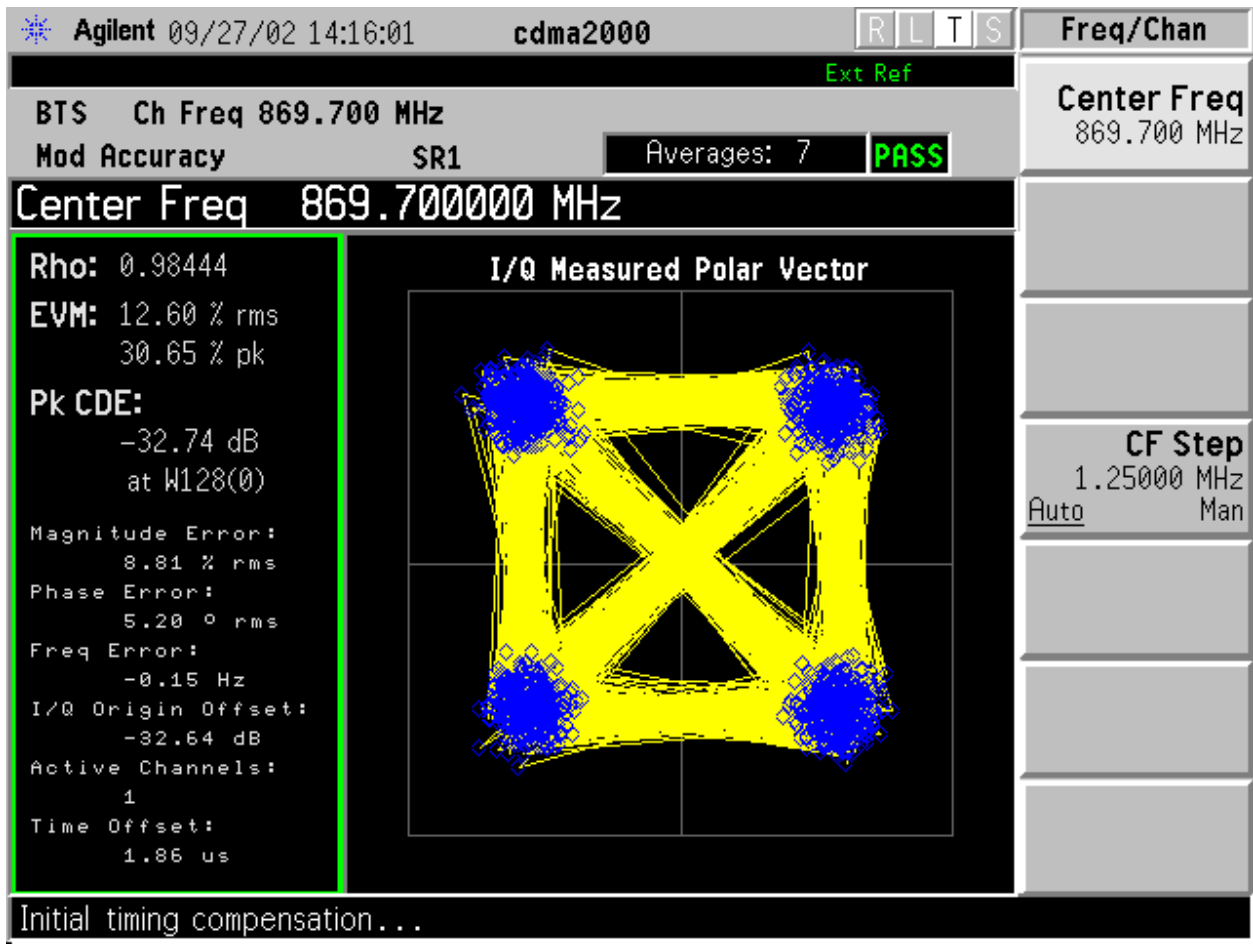 Agilent 09/27/02 14:16:01 cdma2000 R L T S Freq/Chan
Ext Ref
BTS Ch Freq 869.700 MHz
Mod Accuracy SR1 Averages: 7 PASS
Center Freq 869.700000 MHz
Rho: 0.98444
EVM: 12.60 % rms
30.65 % pk
Pk CDE:
-32.74 dB
at W128(0)
Magnitude Error:
8.81 % rms
Phase Error:
5.20 º rms
Freq Error:
-0.15 Hz
I/Q Origin Offset:
-32.64 dB
Active Channels:
1
Time Offset:
1.86 us
I/Q Measured Polar Vector
Center Freq
869.700 MHz
CF Step
1.25000 MHz
Auto Man
Initial timing compensation...